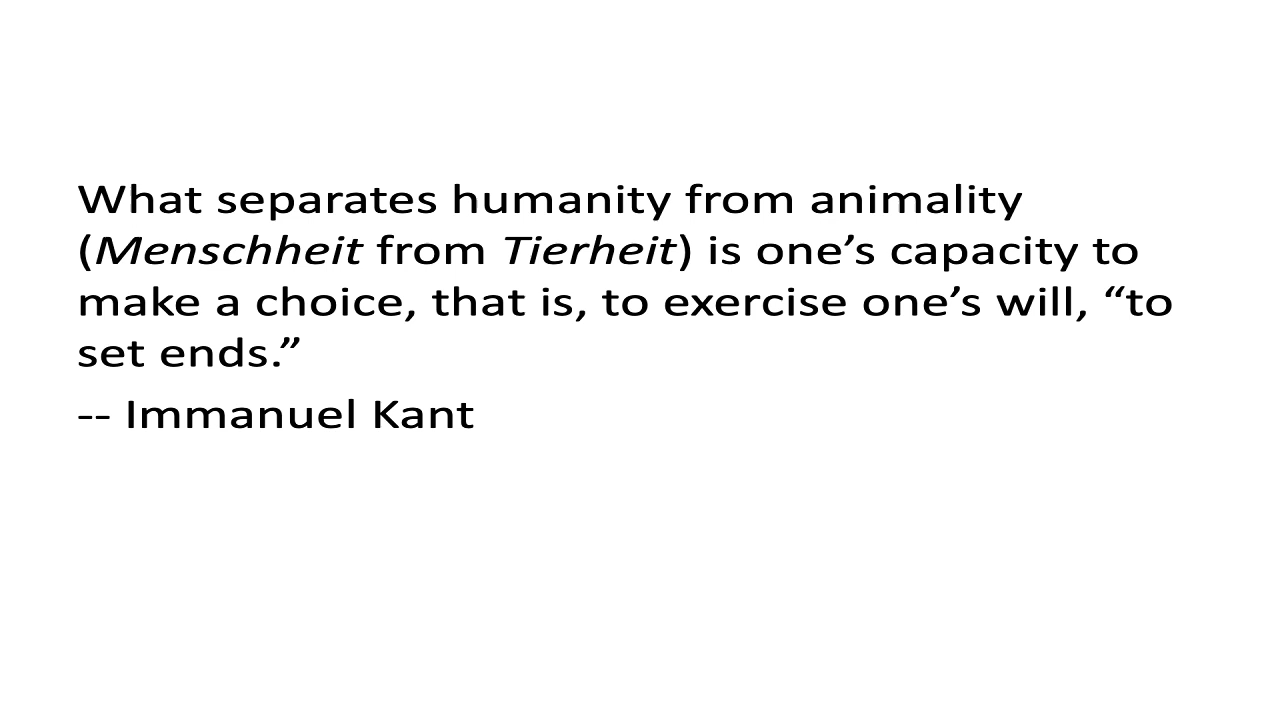 What separates humanity from animality
(Menschheit from Tierheit) is one’s capacity to
make a choice, that is, to exercise one’s will, “to
set ends.”
-- Immanuel Kant